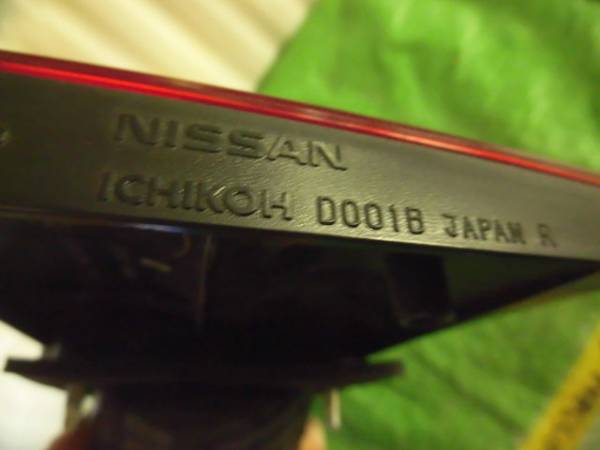 NISSAN
ICHIKOH D001B JAPAN R